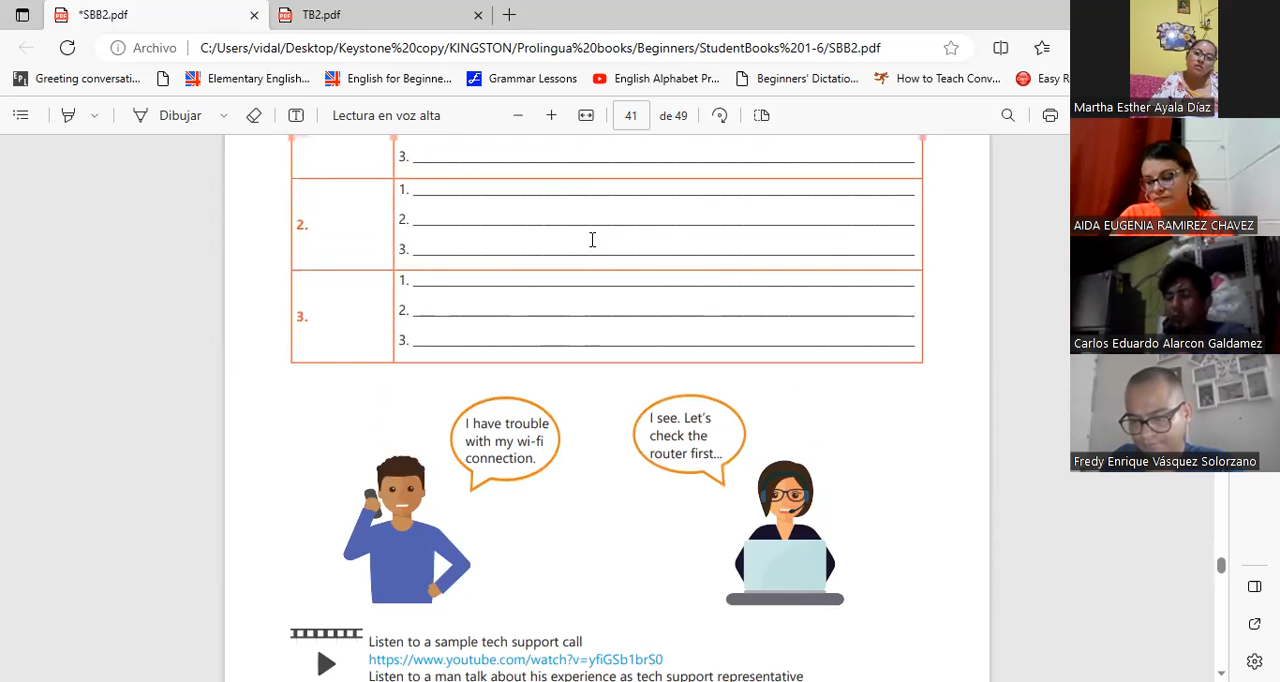 *SBB2.pdf
TB2.pdf
Archivo
C:/Users/vidal/Desktop/Keystone%20copy/KINGSTON/Prolingua%20books/Beginners/StudentBooks%201-6/SBB2.pdf
Greeting conversati...
Elementary English...
English for Beginne...
Grammar Lessons
English Alphabet Pr...
Beginners' Dictatio...
How to Teach Conv...
Easy R
Dibujar
Lectura en voz alta
41
de 49
3.
2.
1.
2.
3.
3.
1.
2.
3.
I have trouble
with my wi-fi
connection.
I see. Let's
check the
router first...
Listen to a sample tech support call
https://www.youtube.com/watch?v=yfiGSb1brS0
Listen to a man talk about his experience as tech support representative
Martha Esther Ayala Díaz
AIDA EUGENIA RAMIREZ CHAVEZ
Carlos Eduardo Alarcon Galdamez
Fredy Enrique Vásquez Solorzano